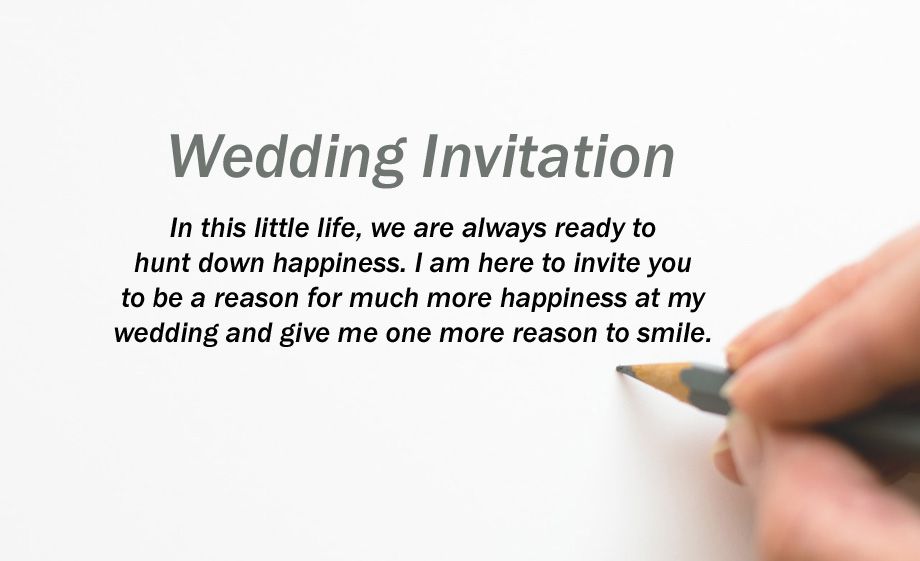 Wedding Invitation
In this little life, we are always ready to
hunt down happiness. I am here to invite you
to be a reason for much more happiness at my
wedding and give me one more reason to smile.